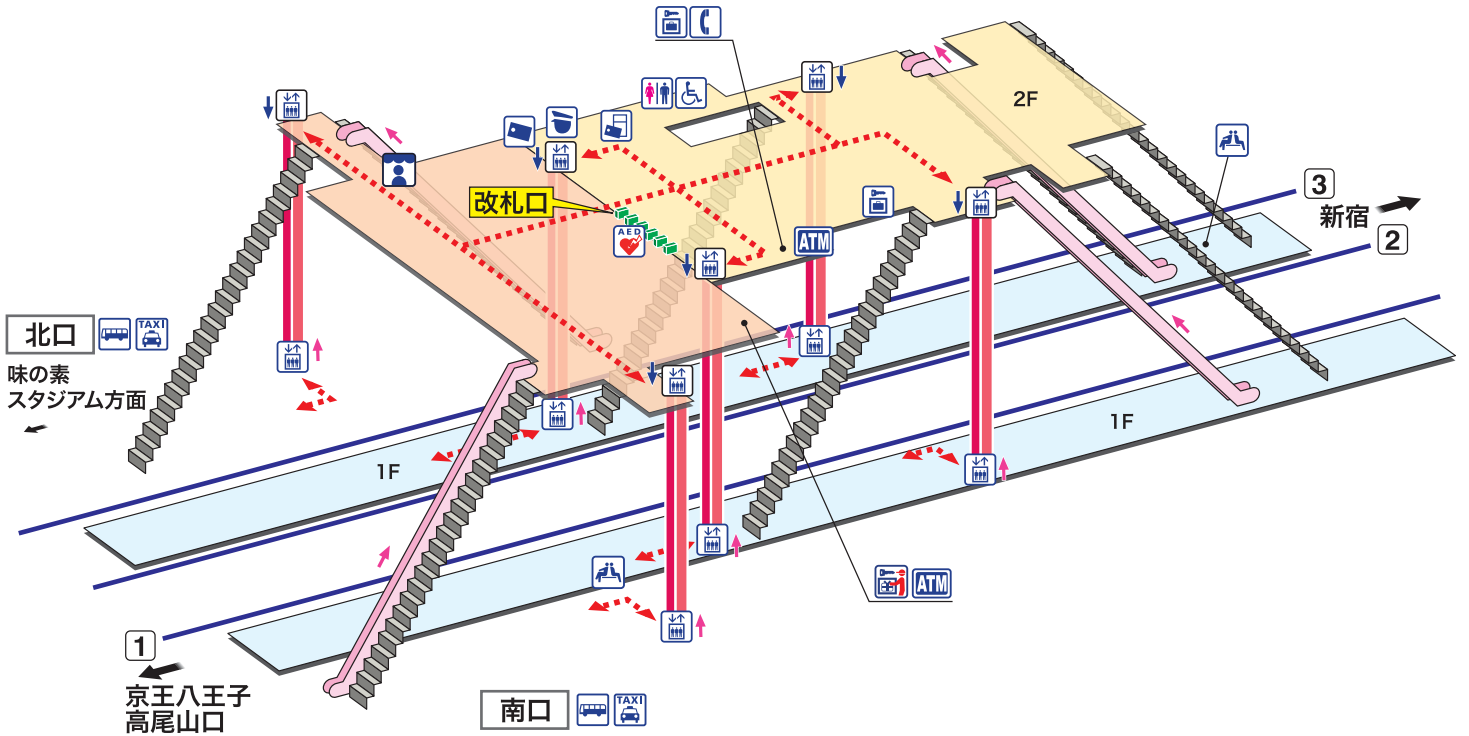 2F
改札口
AED
ATM
3
新宿
2
北口
TAXI
味の素
スタジアム方面
1F
1F
ATM
1
京王八王子
高尾山口
南口
TAXI